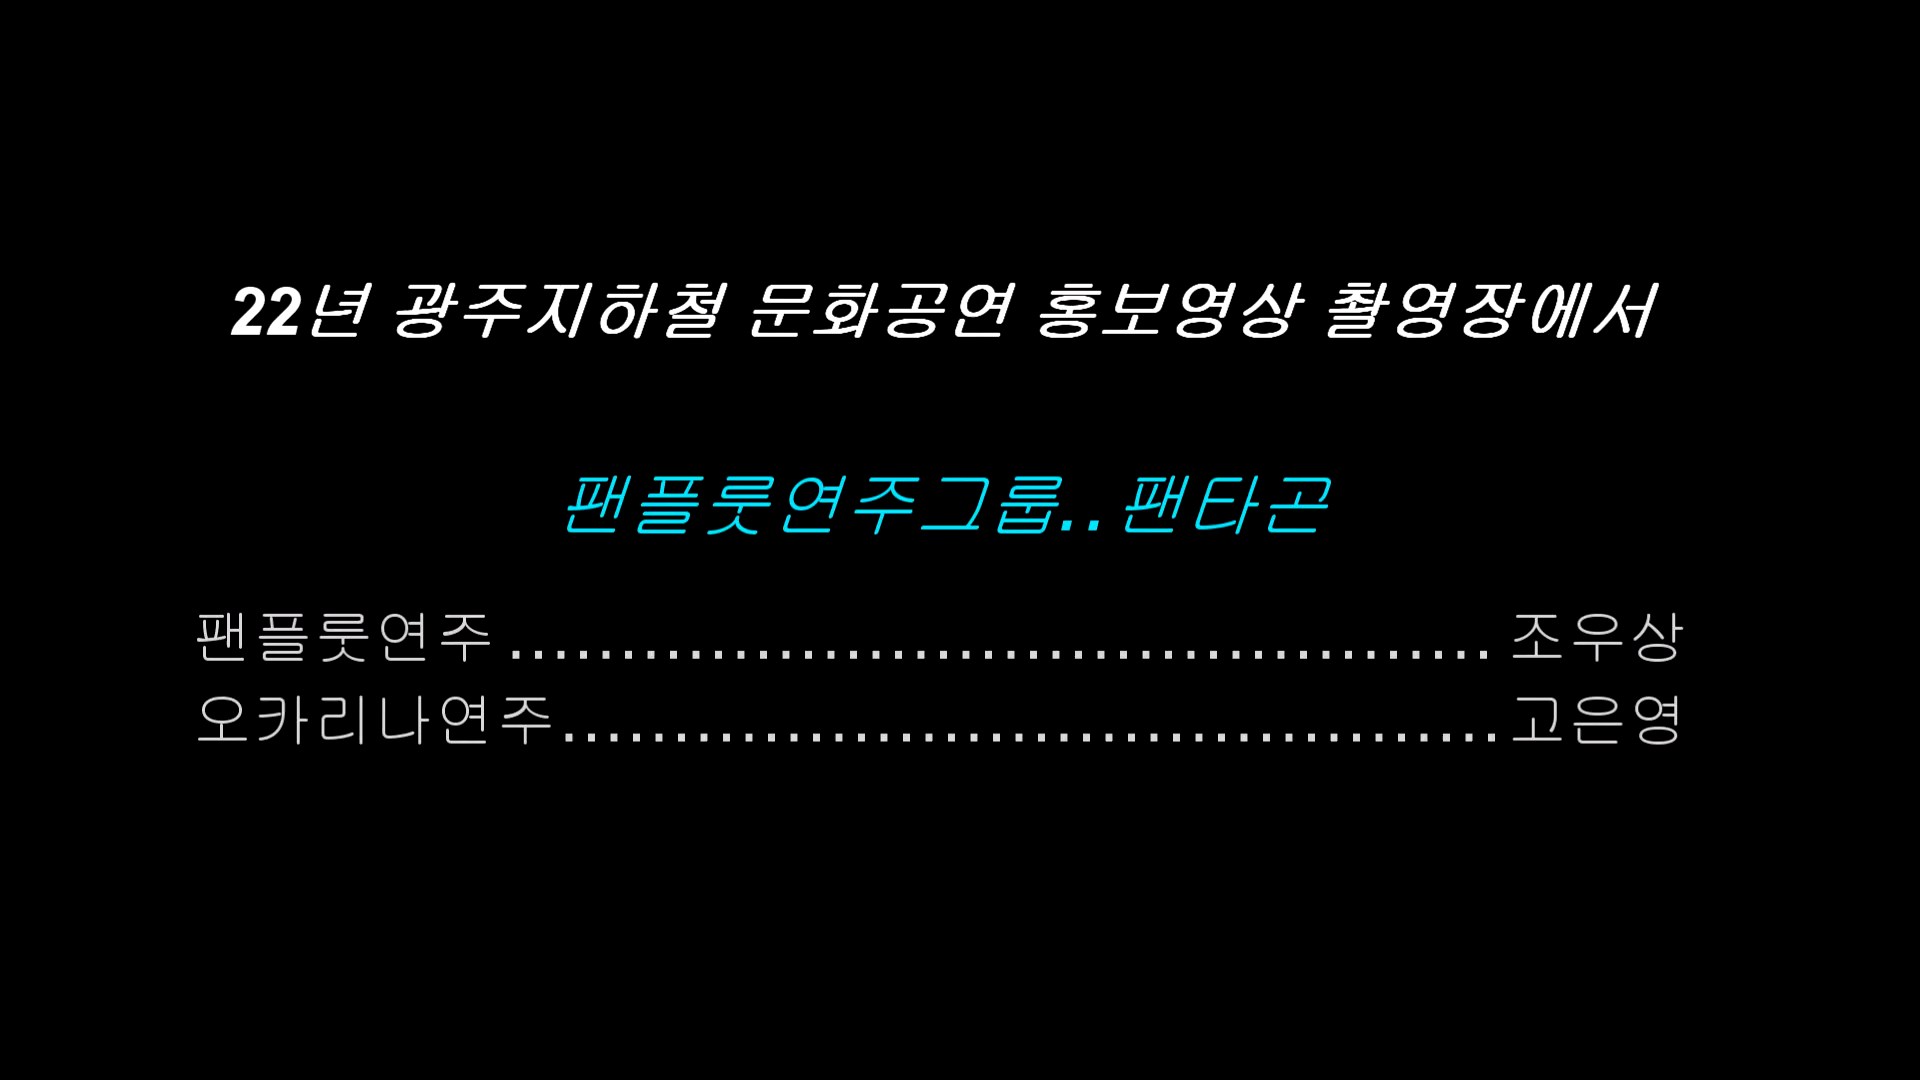 22년 광주지하철 문화공연 홍보영상 촬영장에서
팬플룻연주그룹..팬타곤
팬플룻연주 ............................................ 조우상
오카리나연주..........................................고은영